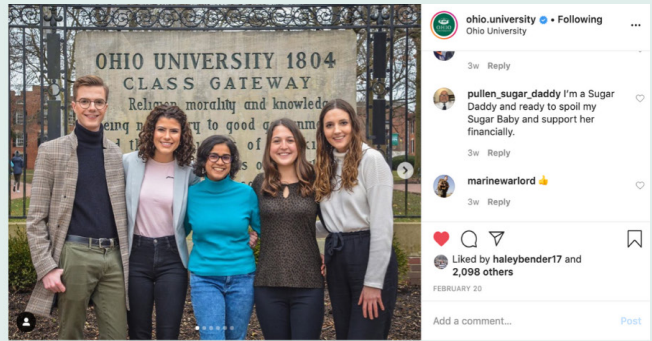 OHIO UNIVERSITY 1804
CLASS GATEWAY
Religion morality and knowledge
being to good
ohio.university • Following
Ohio University
3w Reply
pullen_sugar_daddy I'm a Sugar
Daddy and ready to spoil my
Sugar Baby and support her
financially.
3w Reply
marinewarlord 👍
3w Reply
Liked by haleybender17 and
2,098 others
FEBRUARY 20
Add a comment...
Post